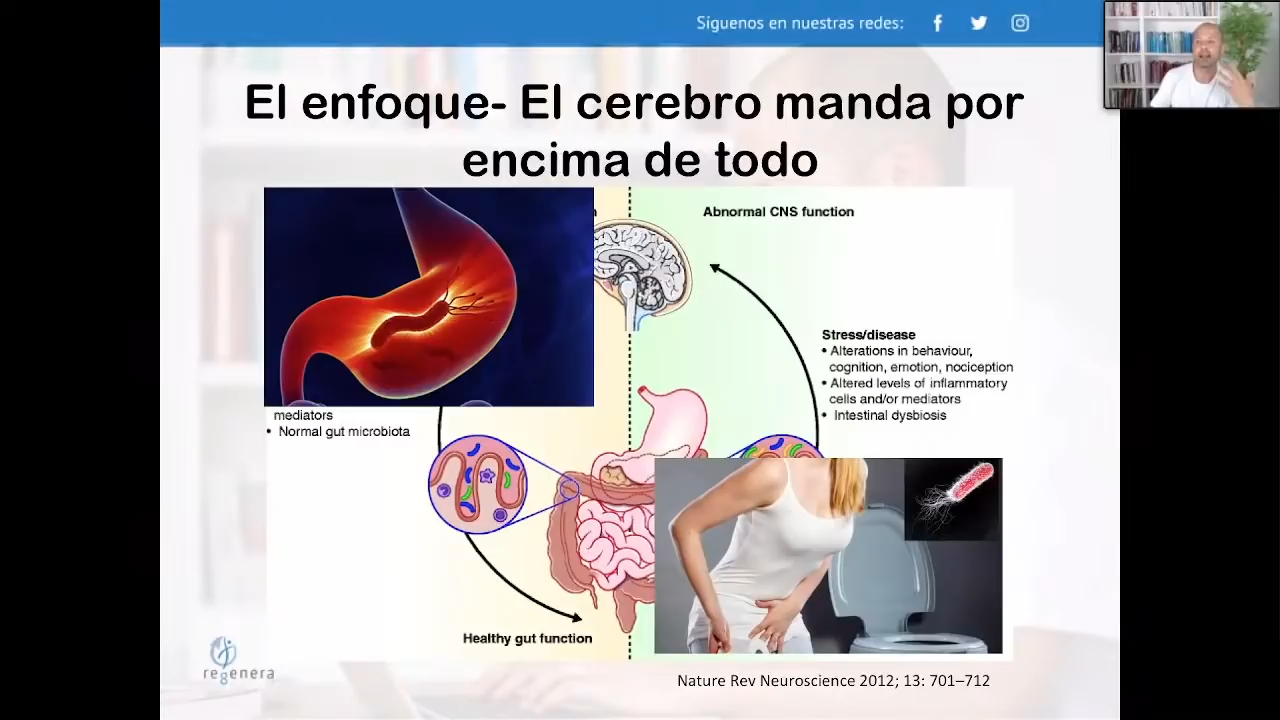 Síguenos en nuestras redes:
El enfoque- El cerebro manda por
encima de todo
Abnormal CNS function
Stress/disease
• Alterations in behaviour,
cognition, emotion, nociception
• Altered levels of inflammatory
cells and/or mediators
• Intestinal dysbiosis
mediators
• Normal gut microbiota
Healthy gut function
regenera
Nature Rev Neuroscience 2012; 13: 701–712